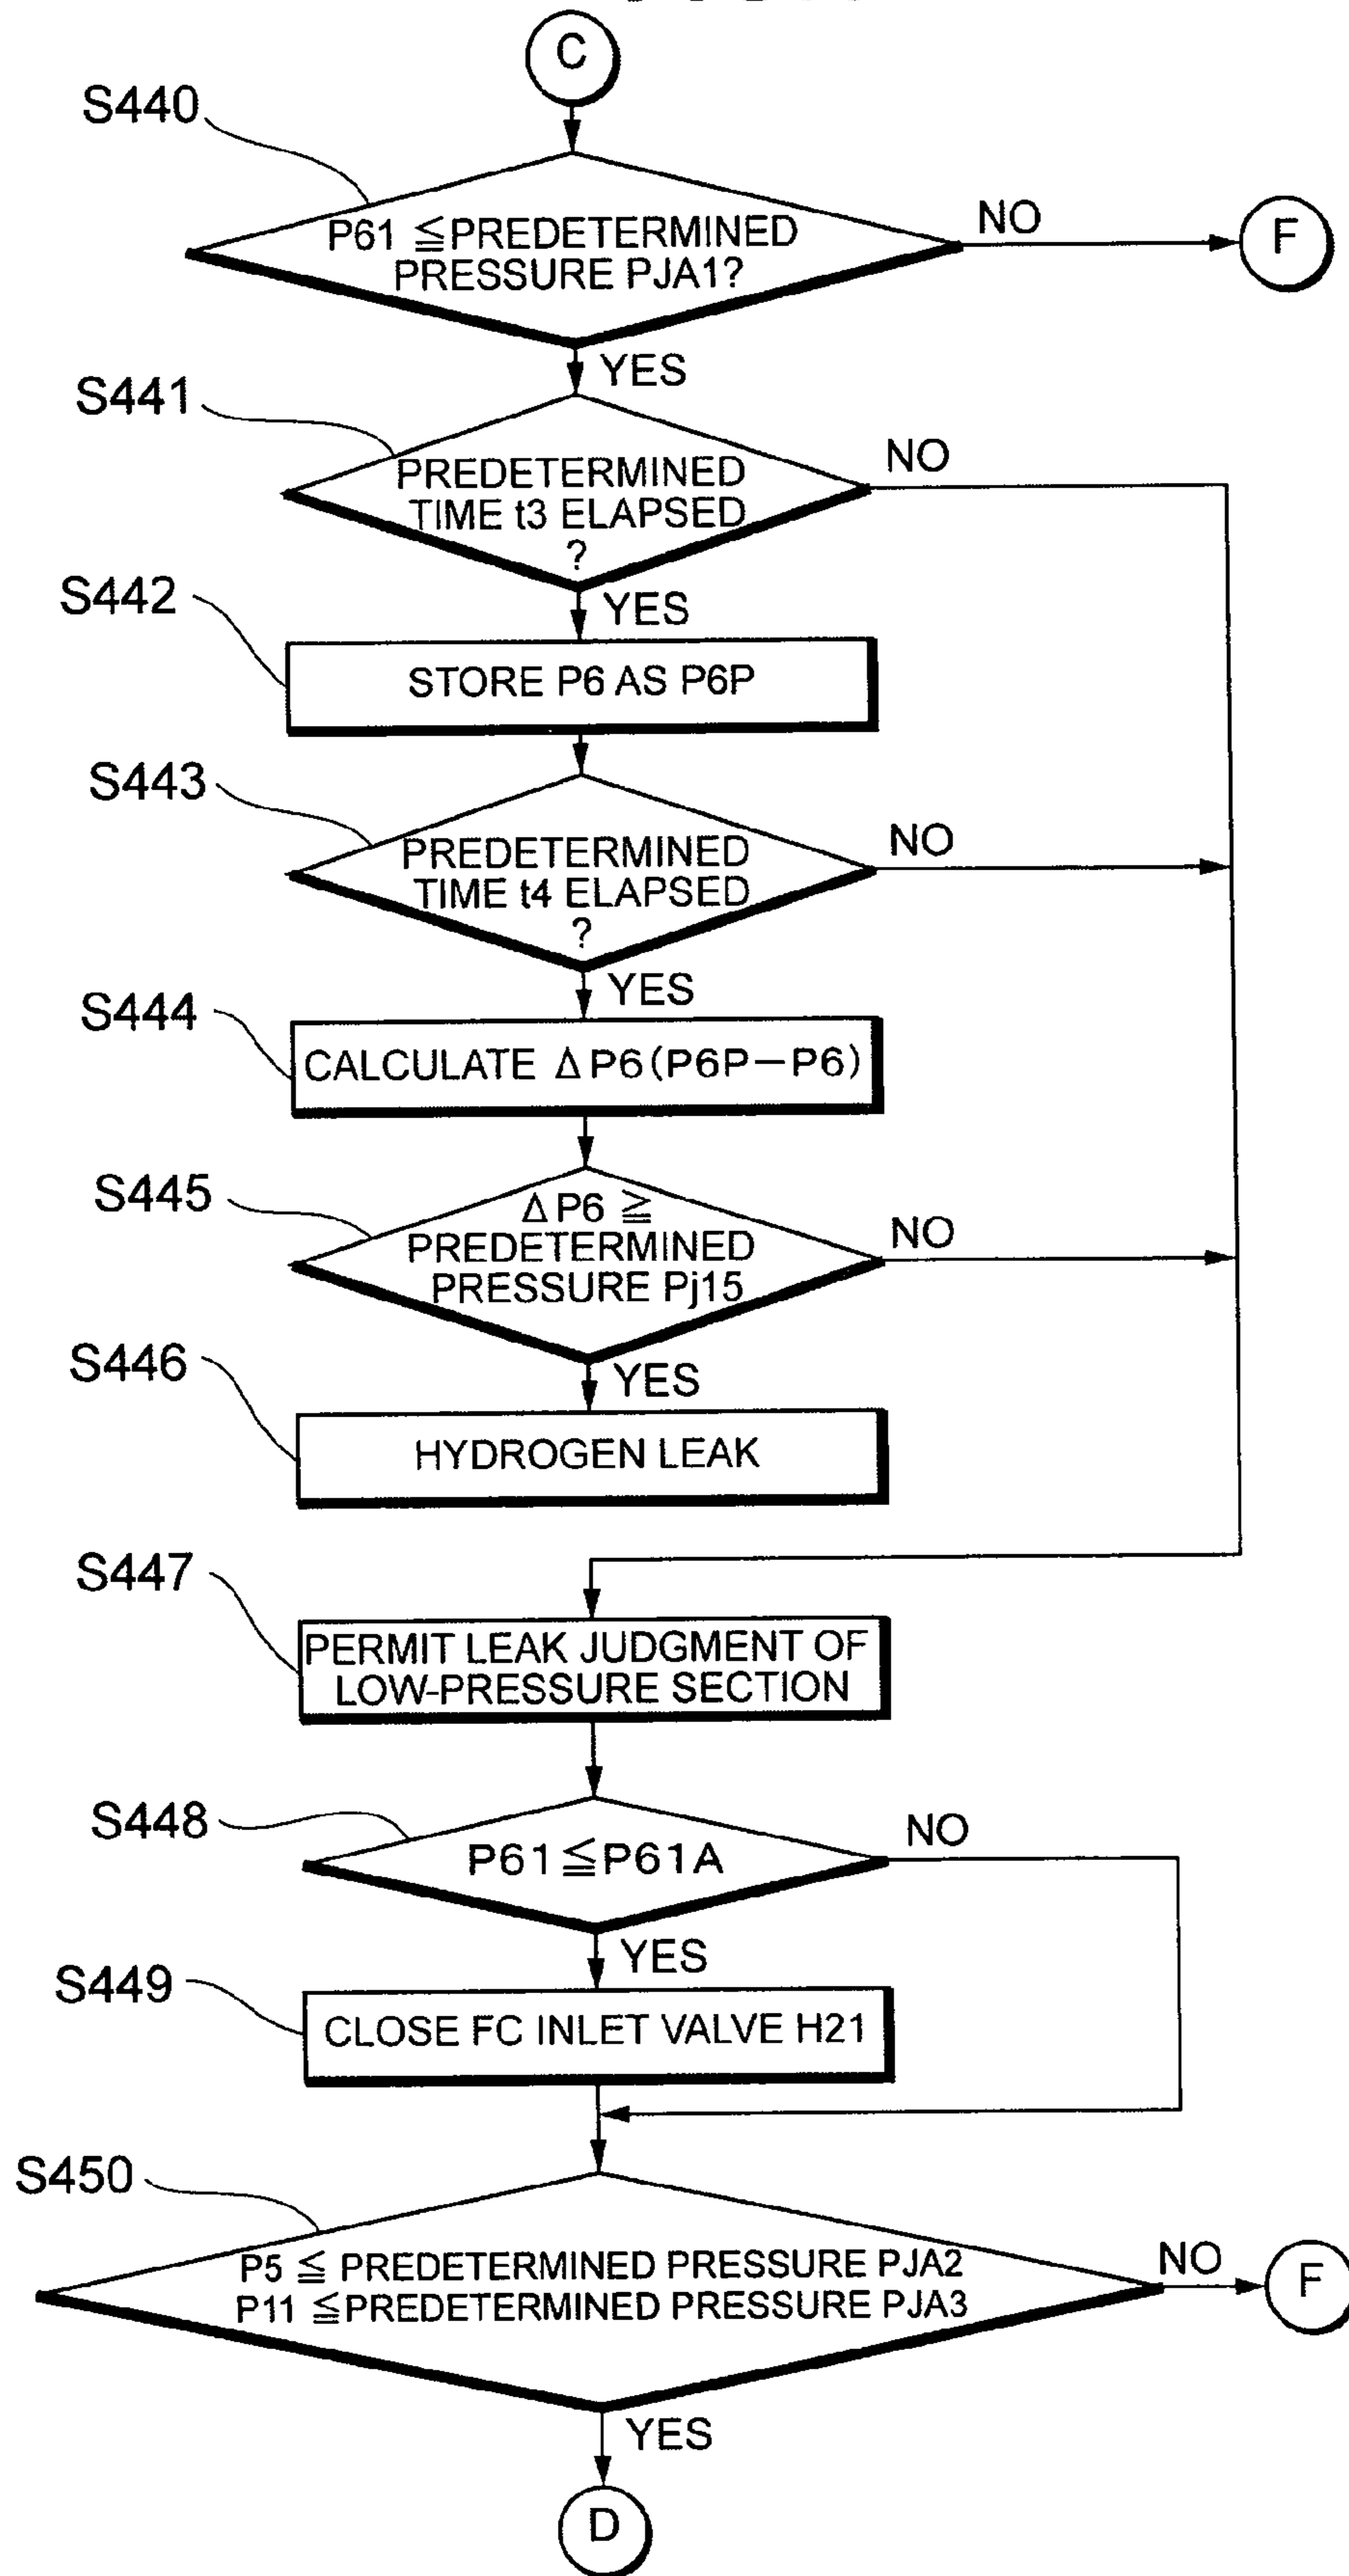 C
S440
P61 ≦PREDETERMINED
PRESSURE PJA1?
NO
F
YES
S441
PREDETERMINED
TIME t3 ELAPSED
?
NO
YES
S442
STORE P6 AS P6P
S443
PREDETERMINED
TIME t4 ELAPSED
?
NO
YES
S444
CALCULATE ΔP6(P6P－P6)
S445
ΔP6 ≧
PREDETERMINED
PRESSURE Pj15
NO
YES
S446
HYDROGEN LEAK
S447
PERMIT LEAK JUDGMENT OF
LOW-PRESSURE SECTION
S448
P61≦P61A
NO
YES
S449
CLOSE FC INLET VALVE H21
S450
P5 ≦ PREDETERMINED PRESSURE PJA2
P11 ≦PREDETERMINED PRESSURE PJA3
NO
F
YES
D